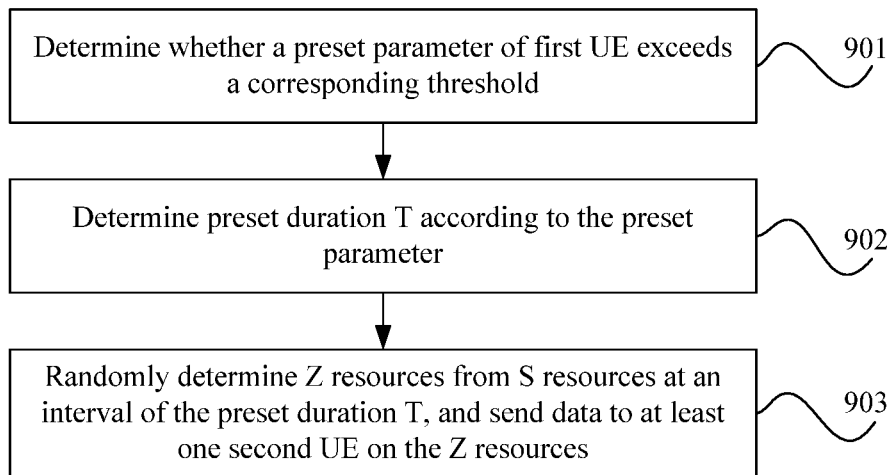 Determine whether a preset parameter of first UE exceeds
a corresponding threshold
901
Determine preset duration T according to the preset
parameter
902
Randomly determine Z resources from S resources at an
interval of the preset duration T, and send data to at least
one second UE on the Z resources
903